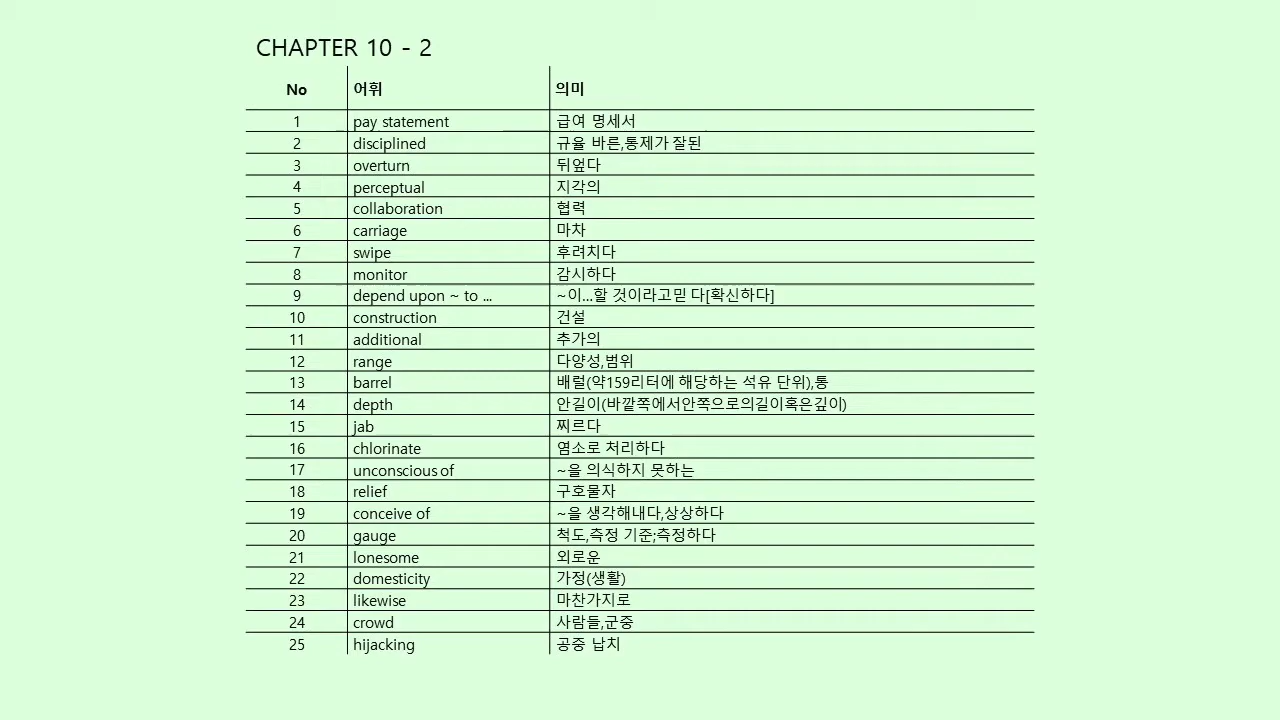 CHAPTER 10 - 2
No 어휘 의미
1 pay statement 급여 명세서
2 disciplined 규율 바른,통제가 잘된
3 overturn 뒤엎다
4 perceptual 지각의
5 collaboration 협력
6 carriage 마차
7 swipe 후려치다
8 monitor 감시하다
9 depend upon ~ to ... ~이...할 것이라고믿 다[확신하다]
10 construction 건설
11 additional 추가의
12 range 다양성,범위
13 barrel 배럴(약159리터에 해당하는 석유 단위),통
14 depth 안길이(바깥쪽에서안쪽으로의길이혹은깊이)
15 jab 찌르다
16 chlorinate 염소로 처리하다
17 unconscious of ~을 의식하지 못하는
18 relief 구호물자
19 conceive of ~을 생각해내다,상상하다
20 gauge 척도,측정 기준;측정하다
21 lonesome 외로운
22 domesticity 가정(생활)
23 likewise 마찬가지로
24 crowd 사람들,군중
25 hijacking 공중 납치